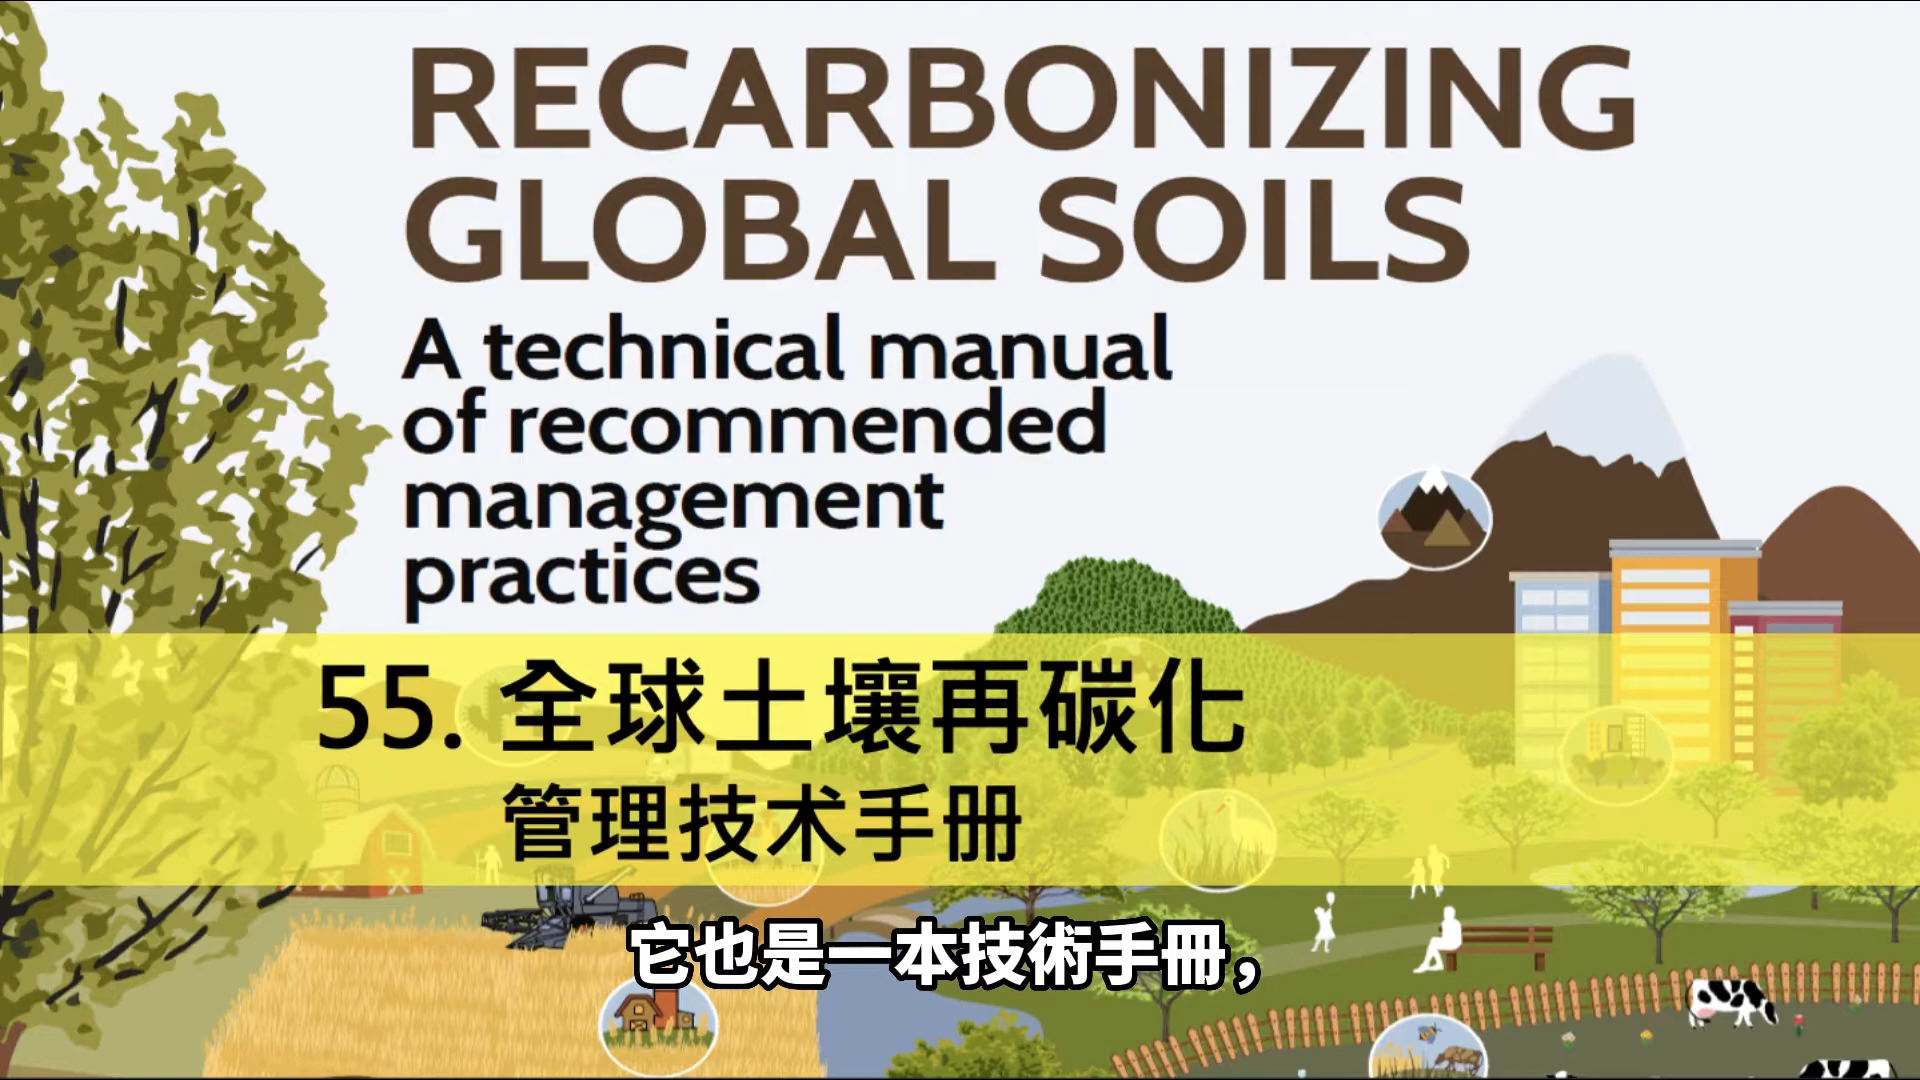 RECARBONIZING
GLOBAL SOILS
A technical manual
of recommended
management
practices
55. 全球土壤再碳化
管理技术手册
它也是一本技術手冊，